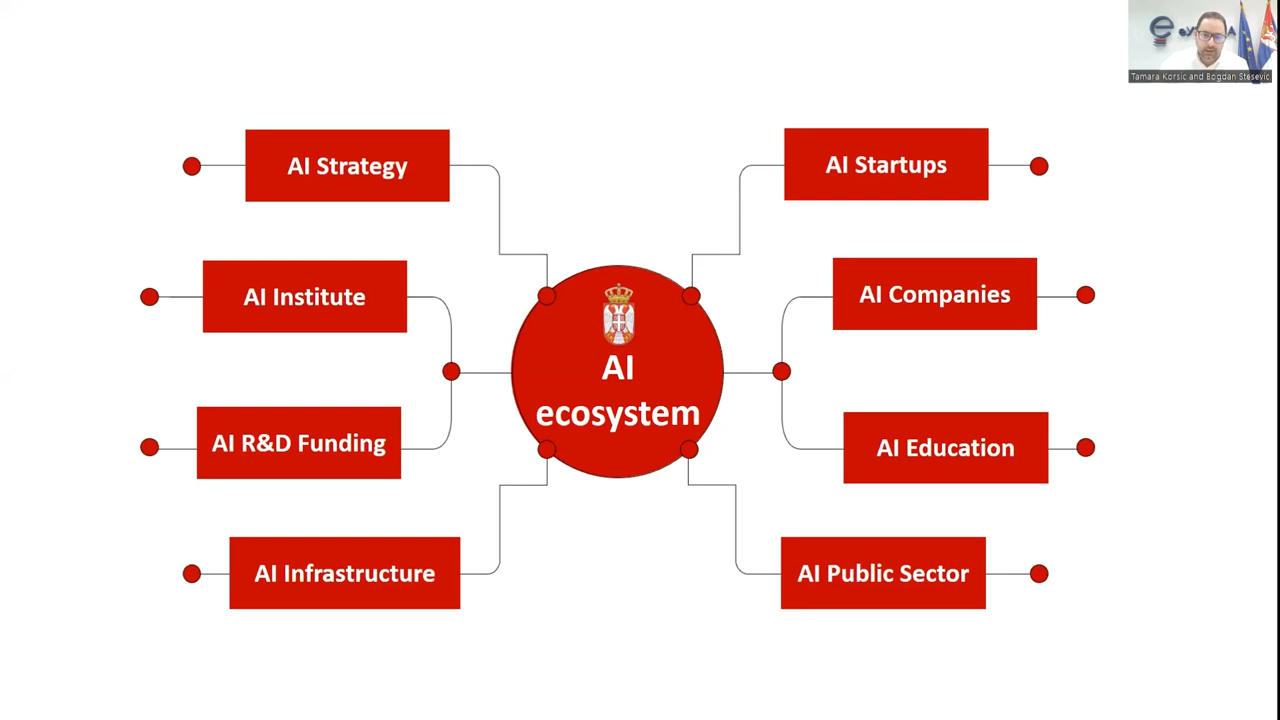 Tamara Korsic and Bogdan Stesevic
AI Strategy
AI Institute
AI R&D Funding
AI Infrastructure
AI
ecosystem
AI Startups
AI Companies
AI Education
AI Public Sector